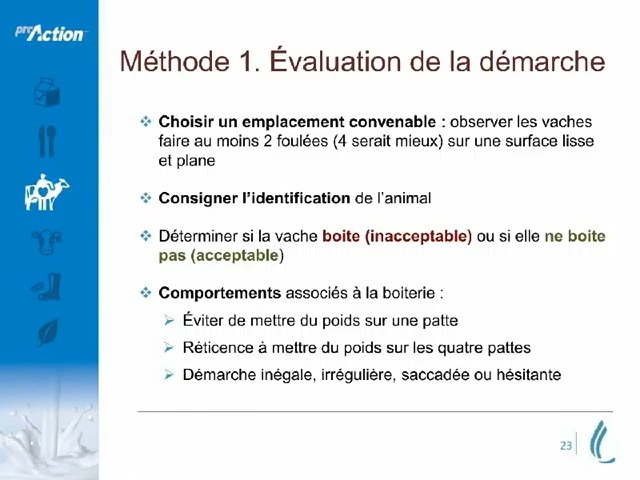 proAction
Méthode 1. Évaluation de la démarche
Choisir un emplacement convenable : observer les vaches
faire au moins 2 foulées (4 serait mieux) sur une surface lisse
et plane
Consigner l’identification de l’animal
Déterminer si la vache boite (inacceptable) ou si elle ne boite
pas (acceptable)
Comportements associés à la boiterie :
Éviter de mettre du poids sur une patte
Réticence à mettre du poids sur les quatre pattes
Démarche inégale, irrégulière, saccadée ou hésitante
23